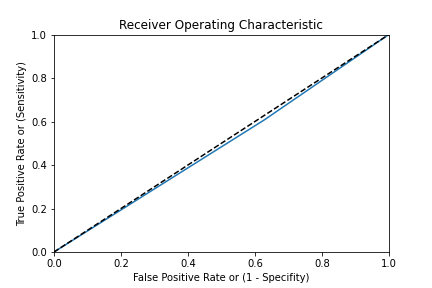 Receiver Operating Characteristic
1.0
0.8
0.6
0.4
0.2
0.0
True Positive Rate or (Sensitivity)
0.0 0.2 0.4 0.6 0.8 1.0
False Positive Rate or (1 - Specifity)